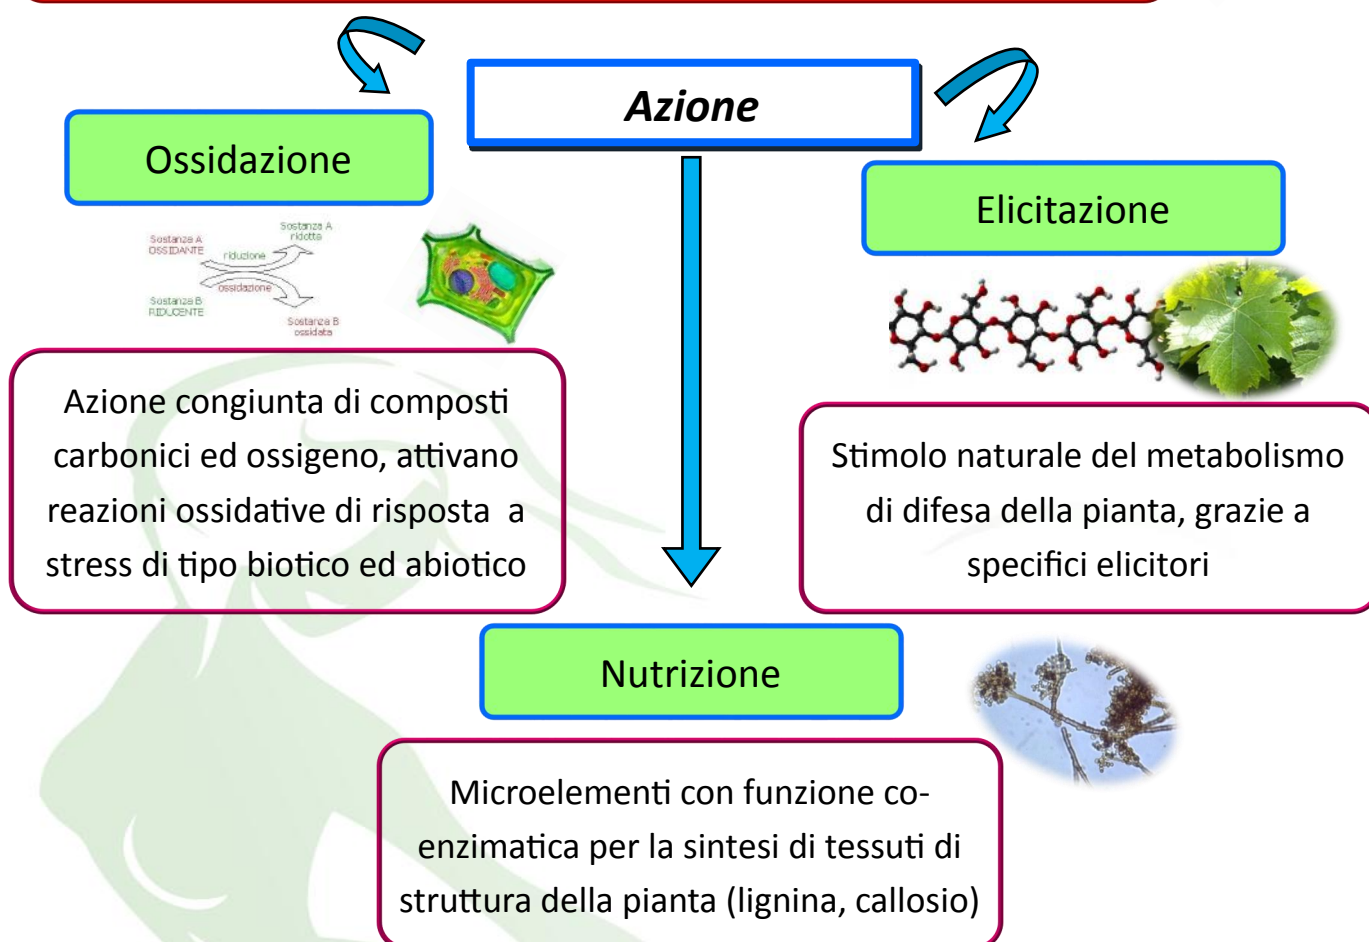 Azione
Ossidazione
Elicitazione
Sostanza A
OSSIDANTE
Sostanza A
ridotta
riduzione
ossidazione
Sostanza B
RIDUCENTE
Sostanza B
ossidata
Azione congiunta di composti
carbonici ed ossigeno, attivano
reazioni ossidative di risposta a
stress di tipo biotico ed abiotico
Stimolo naturale del metabolismo
di difesa della pianta, grazie a
specifici elicitori
Nutrizione
Microelementi con funzione co-
enzimatica per la sintesi di tessuti di
struttura della pianta (lignina, callosio)